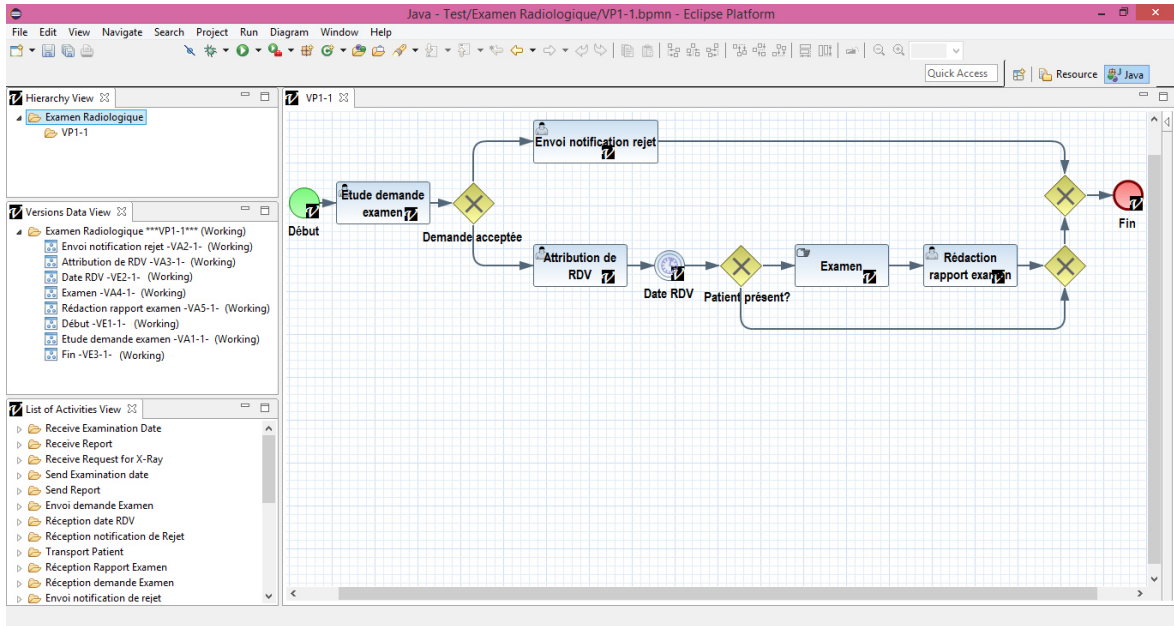 Java - Test/Examen Radiologique/VP1-1.bpmn - Eclipse Platform
File Edit View Navigate Search Project Run Diagram Window Help
Quick Access
Resource
Java
Hierarchy View
Examen Radiologique
VP1-1
Versions Data View
Examen Radiologique ***VP1-1*** (Working)
Envoi notification rejet -VA2-1- (Working)
Attribution de RDV -VA3-1- (Working)
Date RDV -VE2-1- (Working)
Examen -VA4-1- (Working)
Rédaction rapport examen -VA5-1- (Working)
Début -VE1-1- (Working)
Etude demande examen -VA1-1- (Working)
Fin -VE3-1- (Working)
List of Activities View
Receive Examination Date
Receive Report
Receive Request for X-Ray
Send Examination date
Send Report
Envoi demande Examen
Réception date RDV
Réception notification de Rejet
Transport Patient
Réception Rapport Examen
Réception demande Examen
Envoi notification de rejet
VP1-1
Envoi notification rejet
Etude demande
examen
Début
Demande acceptée
Attribution de
RDV
Date RDV
Patient présent?
Examen
Rédaction
rapport examen
Fin